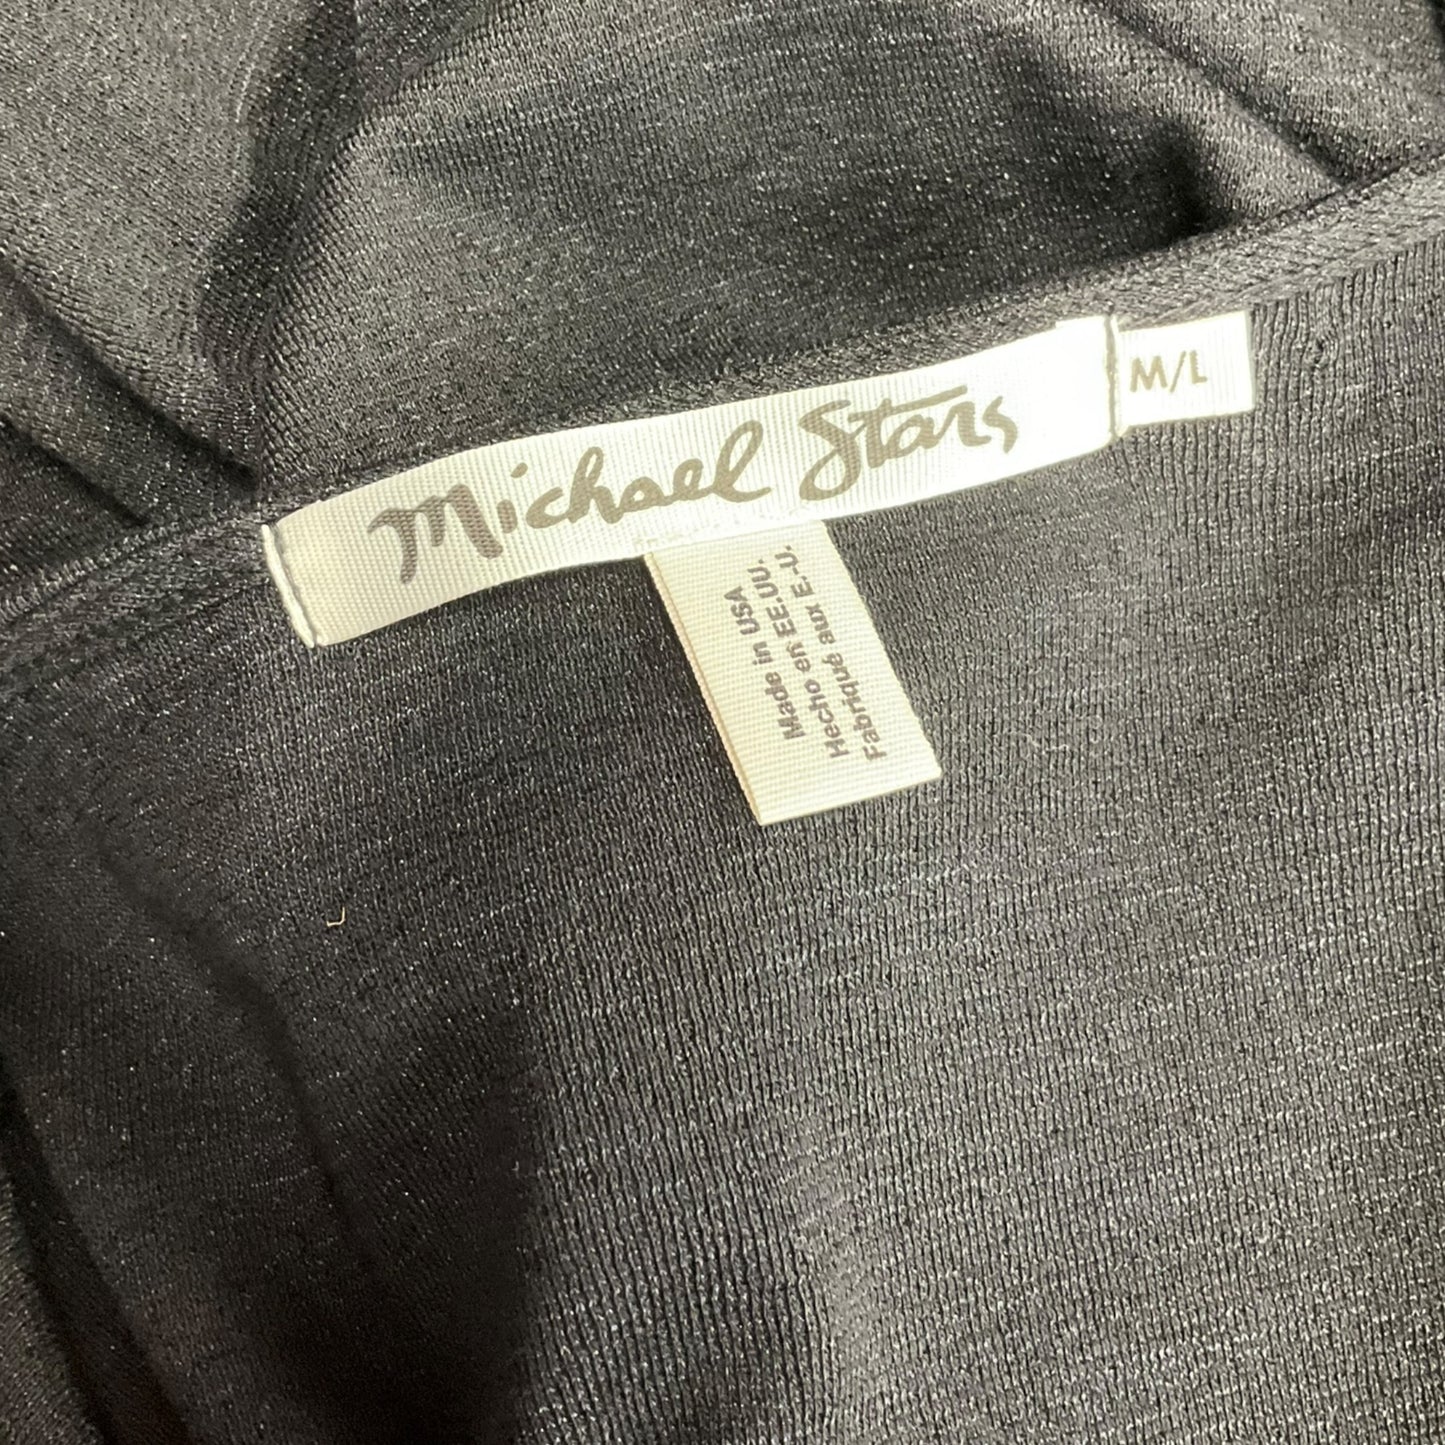 Michael Stars
M/L
Made in USA
Hecho en EE.UU.
Fabriqué aux E.-U.